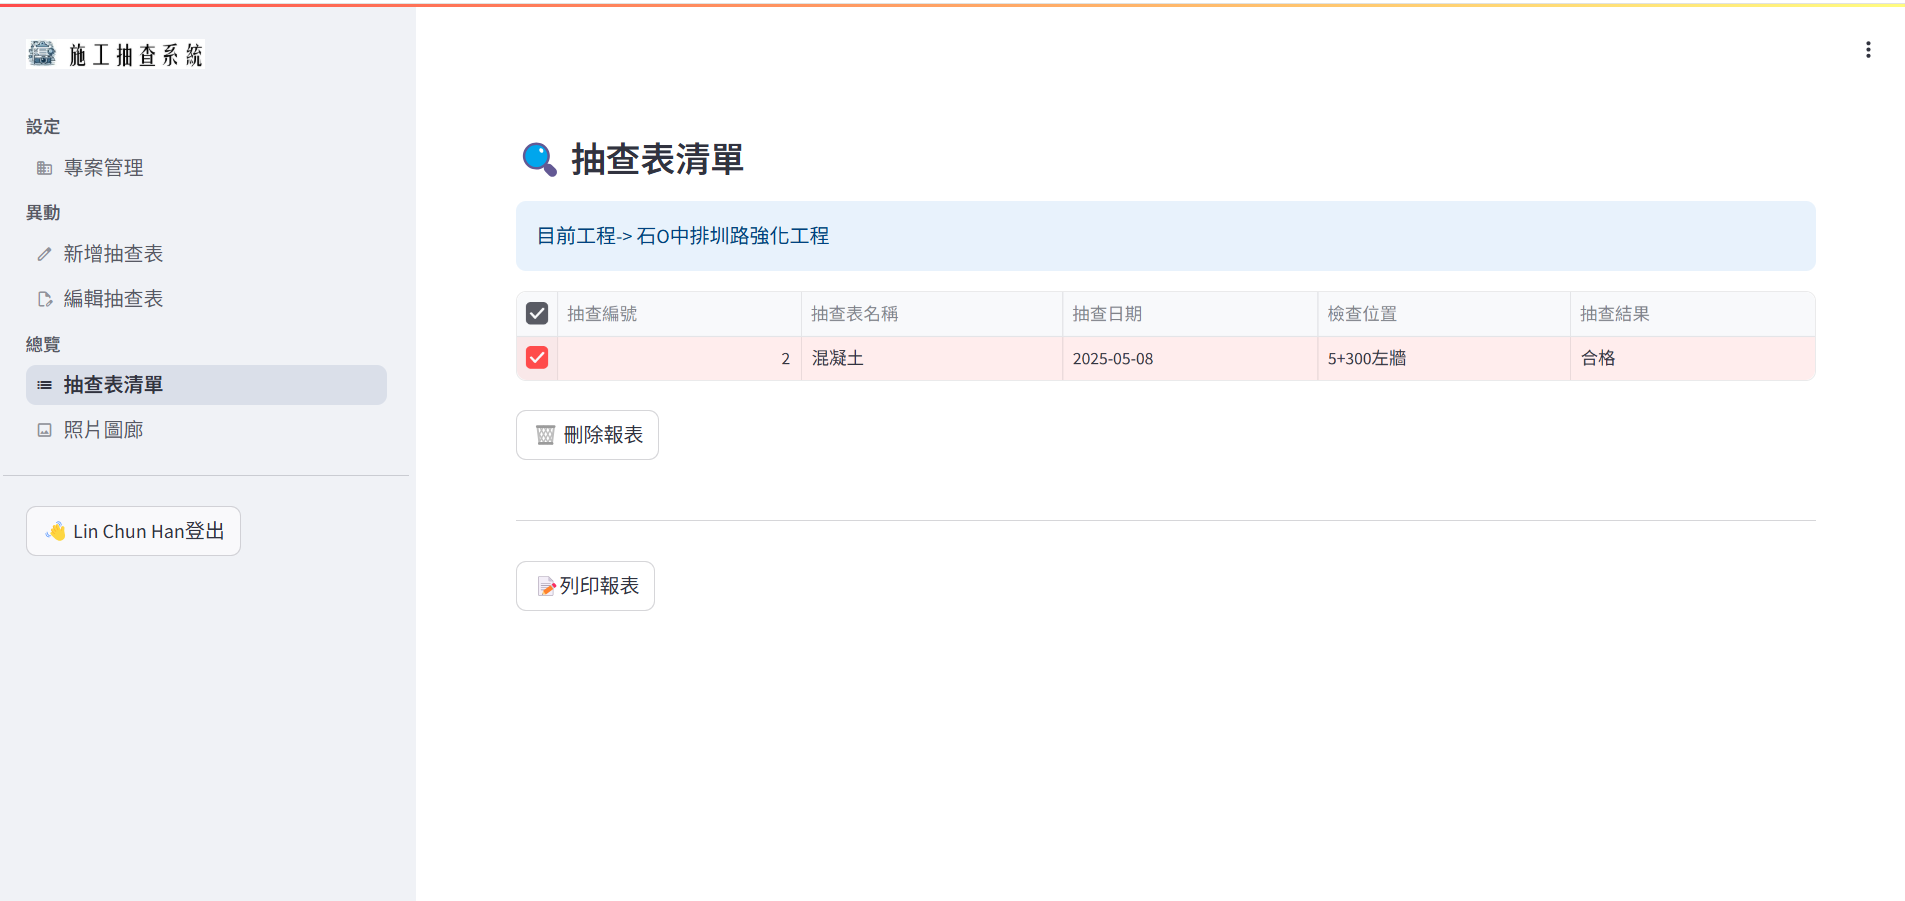 施工抽查系統
設定
專案管理
異動
新增抽查表
編輯抽查表
總覽
抽查表清單
照片圖廊
Lin Chun Han登出
抽查表清單
目前工程-> 石O中排圳路強化工程
抽查編號 抽查表名稱 抽查日期 檢查位置 抽查結果
2 混凝土 2025-05-08 5+300左牆 合格
刪除報表
列印報表